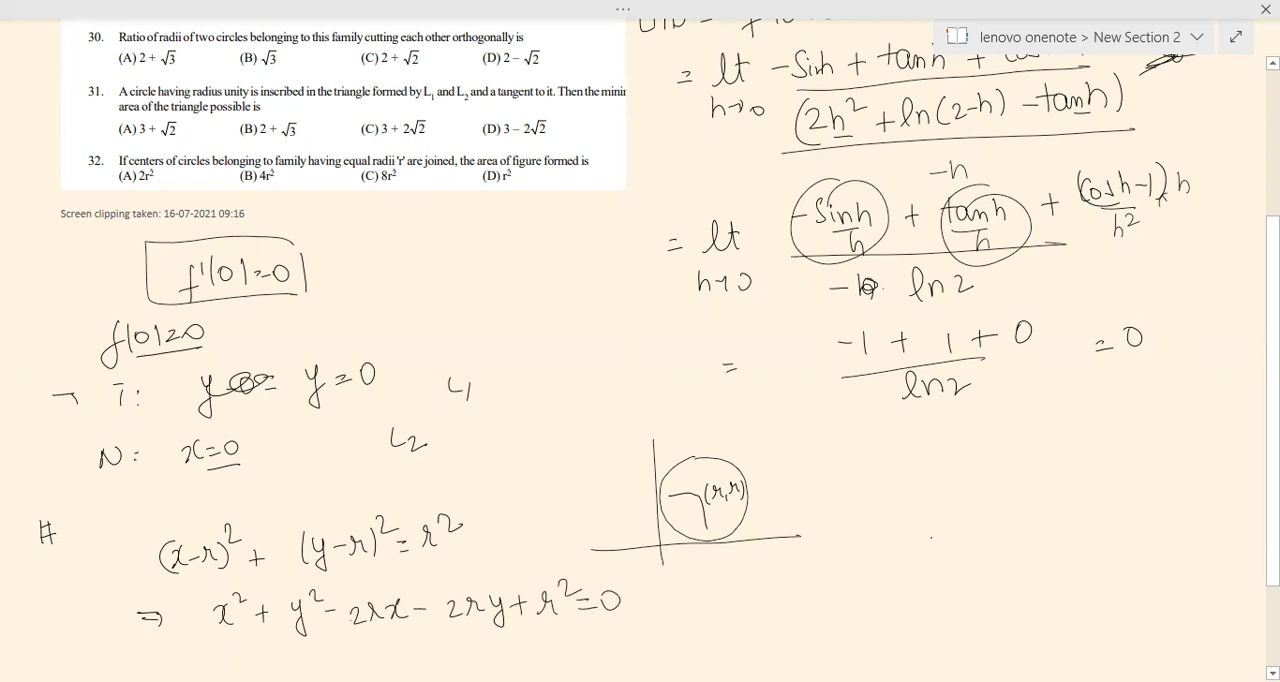 30. Ratio of radii of two circles belonging to this family cutting each other orthogonally is
(A) 2 + √3 (B) √3 (C) 2 + √2 (D) 2 – √2
31. A circle having radius unity is inscribed in the triangle formed by L₁ and L₂ and a tangent to it. Then the
area of the triangle possible is
(A) 3 + √2 (B) 2 + √3 (C) 3 + 2√2 (D) 3 – 2√2
32. If centers of circles belonging to family having equal radii 'r' are joined, the area of figure formed is
(A) 2r² (B) 4r² (C) 8r² (D) r²
Screen clipping taken: 16-07-2021 09:16
f'(0) = 0
f(0) = 0
T: y = 0 L1
N: x = 0 L2
(x-r)² + (y-r)² = r²
⇒ x² + y² - 2rx - 2ry + r² = 0
(r,r)
lenovo onenote > New Section 2
= lt h→0 -Sinh + tanh +
(2h² + ln(2-h) - tanh)
-h
= lt h→0 -Sinh/h + tanh/h + (cosh-1)/h² × h
ln2
= -1 + 1 + 0 / ln2 = 0